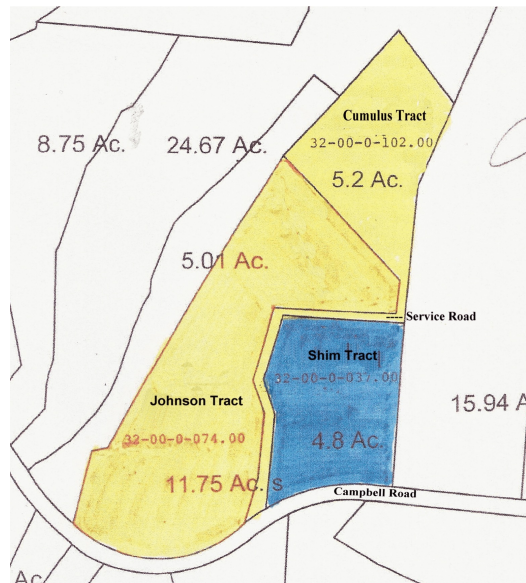 Cumulus Tract
32-00-0-102.00
5.2 Ac.
8.75 Ac.
24.67 Ac.
5.01 Ac.
Service Road
Shim Tract
32-00-0-037.00
Johnson Tract
15.94 A
32-00-0-074.00
4.8 Ac.
11.75 Ac. s
Campbell Road
Ac.